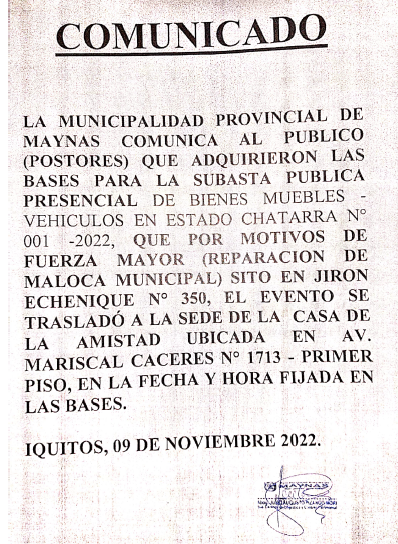 COMUNICADO
LA MUNICIPALIDAD PROVINCIAL DE
MAYNAS COMUNICA AL PUBLICO
(POSTORES) QUE ADQUIRIERON LAS
BASES PARA LA SUBASTA PUBLICA
PRESENCIAL DE BIENES MUEBLES -
VEHICULOS EN ESTADO CHATARRA N°
001 -2022, QUE POR MOTIVOS DE
FUERZA MAYOR (REPARACION DE
MALOCA MUNICIPAL) SITO EN JIRON
ECHENIQUE N° 350, EL EVENTO SE
TRASLADÓ A LA SEDE DE LA CASA DE
LA AMISTAD UBICADA EN AV.
MARISCAL CACERES N° 1713 - PRIMER
PISO, EN LA FECHA Y HORA FIJADA EN
LAS BASES.
IQUITOS, 09 DE NOVIEMBRE 2022.
MAYNAS